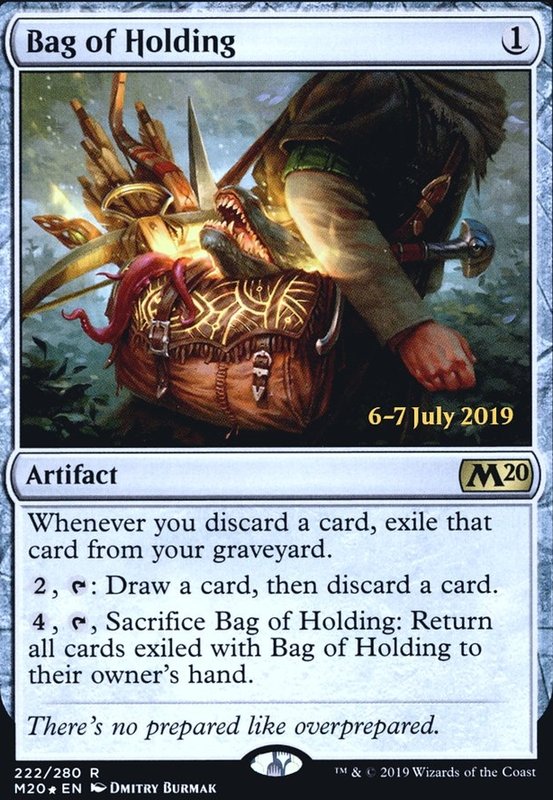 Bag of Holding 1
6–7 July 2019
Artifact M20
Whenever you discard a card, exile that
card from your graveyard.
2, : Draw a card, then discard a card.
4, , Sacrifice Bag of Holding: Return
all cards exiled with Bag of Holding to
their owner's hand.
There's no prepared like overprepared.
222/280 R ™ & © 2019 Wizards of the Coast
M20★EN Dmitry Burmak